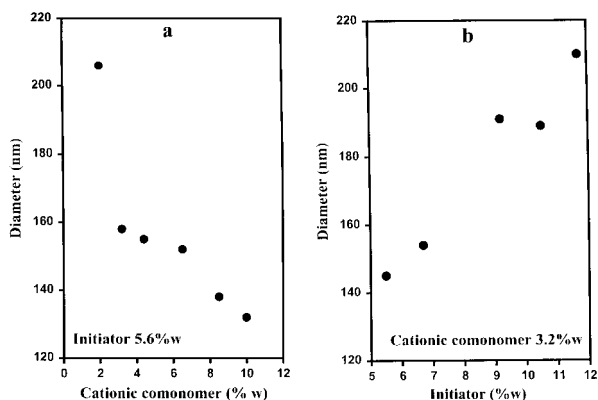 a
220
200
180
160
140
120
Diameter (nm)
Initiator 5.6%w
0 2 4 6 8 10 12
Cationic comonomer (% w)
b
220
200
180
160
140
120
Diameter (nm)
Cationic comonomer 3.2%w
5 6 7 8 9 10 11 12
Initiator (%w)